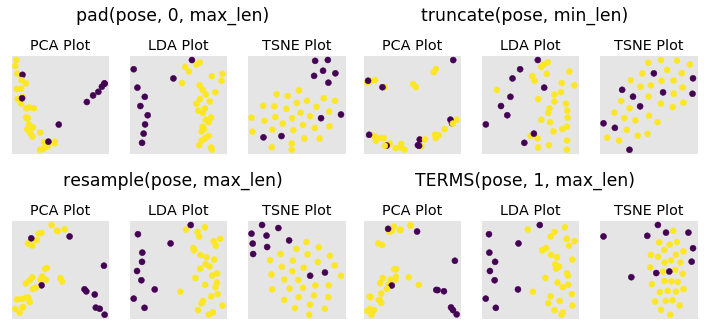 pad(pose, 0, max_len)
truncate(pose, min_len)
PCA Plot LDA Plot TSNE Plot
PCA Plot LDA Plot TSNE Plot
resample(pose, max_len)
TERMS(pose, 1, max_len)
PCA Plot LDA Plot TSNE Plot
PCA Plot LDA Plot TSNE Plot